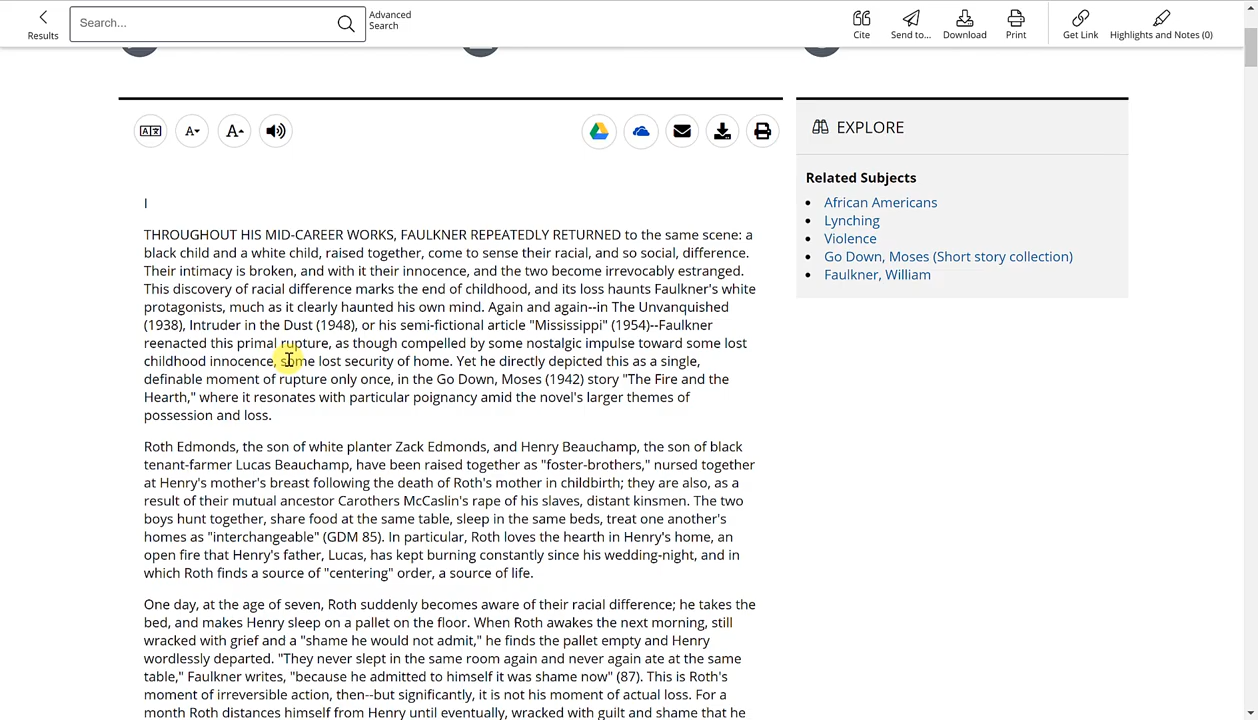 Results
Search...
Advanced
Search
Cite
Send to...
Download
Print
Get Link
Highlights and Notes (0)
A
A
EXPLORE
Related Subjects
African Americans
Lynching
Violence
Go Down, Moses (Short story collection)
Faulkner, William
I
THROUGHOUT HIS MID-CAREER WORKS, FAULKNER REPEATEDLY RETURNED to the same scene: a
black child and a white child, raised together, come to sense their racial, and so social, difference.
Their intimacy is broken, and with it their innocence, and the two become irrevocably estranged.
This discovery of racial difference marks the end of childhood, and its loss haunts Faulkner's white
protagonists, much as it clearly haunted his own mind. Again and again--in The Unvanquished
(1938), Intruder in the Dust (1948), or his semi-fictional article "Mississippi" (1954)--Faulkner
reenacted this primal rupture, as though compelled by some nostalgic impulse toward some lost
childhood innocence, some lost security of home. Yet he directly depicted this as a single,
definable moment of rupture only once, in the Go Down, Moses (1942) story "The Fire and the
Hearth," where it resonates with particular poignancy amid the novel's larger themes of
possession and loss.
Roth Edmonds, the son of white planter Zack Edmonds, and Henry Beauchamp, the son of black
tenant-farmer Lucas Beauchamp, have been raised together as "foster-brothers," nursed together
at Henry's mother's breast following the death of Roth's mother in childbirth; they are also, as a
result of their mutual ancestor Carothers McCaslin's rape of his slaves, distant kinsmen. The two
boys hunt together, share food at the same table, sleep in the same beds, treat one another's
homes as "interchangeable" (GDM 85). In particular, Roth loves the hearth in Henry's home, an
open fire that Henry's father, Lucas, has kept burning constantly since his wedding-night, and in
which Roth finds a source of "centering" order, a source of life.
One day, at the age of seven, Roth suddenly becomes aware of their racial difference; he takes the
bed, and makes Henry sleep on a pallet on the floor. When Roth awakes the next morning, still
wracked with grief and a "shame he would not admit," he finds the pallet empty and Henry
wordlessly departed. "They never slept in the same room again and never again ate at the same
table," Faulkner writes, "because he admitted to himself it was shame now" (87). This is Roth's
moment of irreversible action, then--but significantly, it is not his moment of actual loss. For a
month Roth distances himself from Henry until eventually, wracked with guilt and shame that he